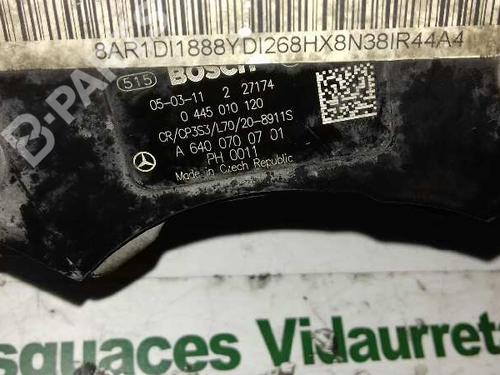 8AR1DI1888YDI268HX8N38IR44A4
515 BOSCH
05-03-11 2 27174
0 445 010 120
CR/CP3S3/L70/20-8911S
A 640 070 07 01
PH 0011
Made in Czech Republic
B-PARTS
esguaces Vidaurret